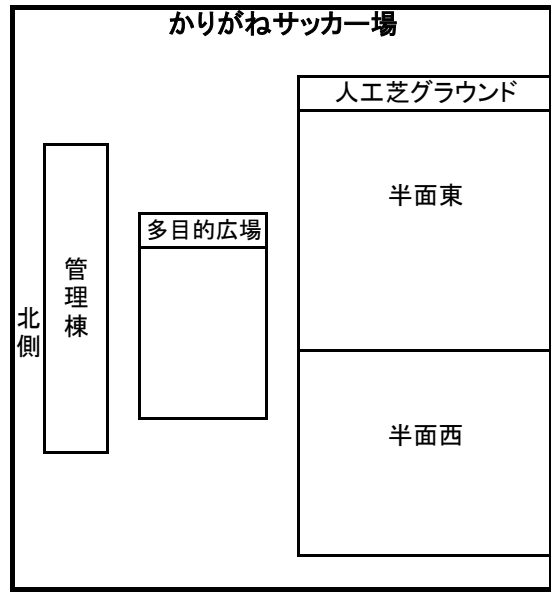 かりがねサッカー場
人工芝グラウンド
半面東
多目的広場
管理棟
北側
半面西